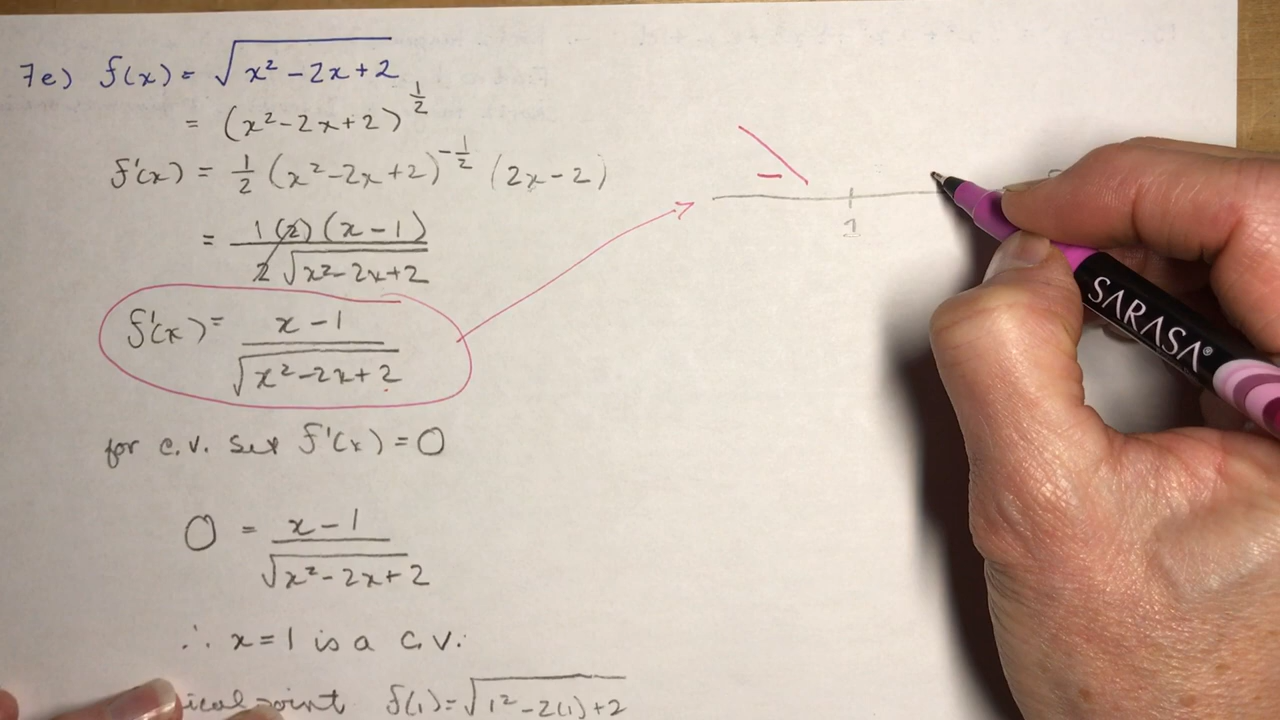 7e) f(x) = √(x² - 2x + 2)
= (x² - 2x + 2)^(1/2)
f'(x) = 1/2 (x² - 2x + 2)^(-1/2) (2x - 2)
= 1(2)(x - 1) / 2√(x² - 2x + 2)
f'(x) = (x - 1) / √(x² - 2x + 2)
for c.v. set f'(x) = 0
0 = (x - 1) / √(x² - 2x + 2)
∴ x = 1 is a c.v.
ical point f(1) = √(1² - 2(1) + 2)
−
1
SARASA®